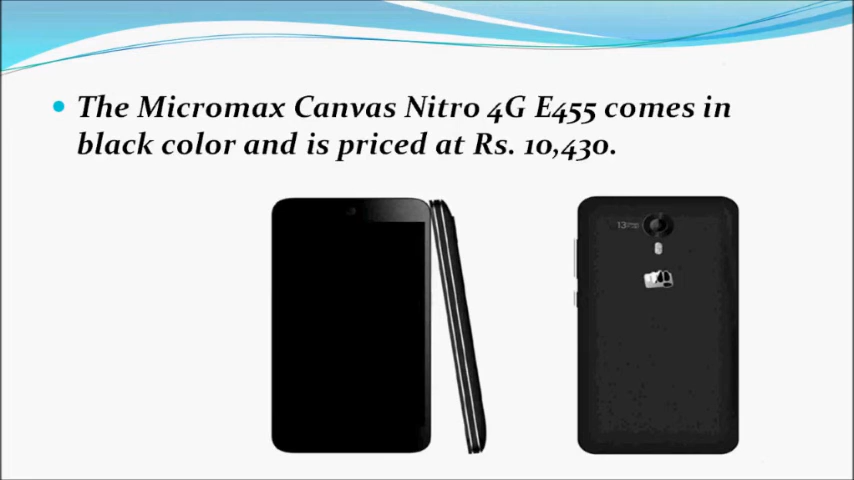 The Micromax Canvas Nitro 4G E455 comes in
black color and is priced at Rs. 10,430.